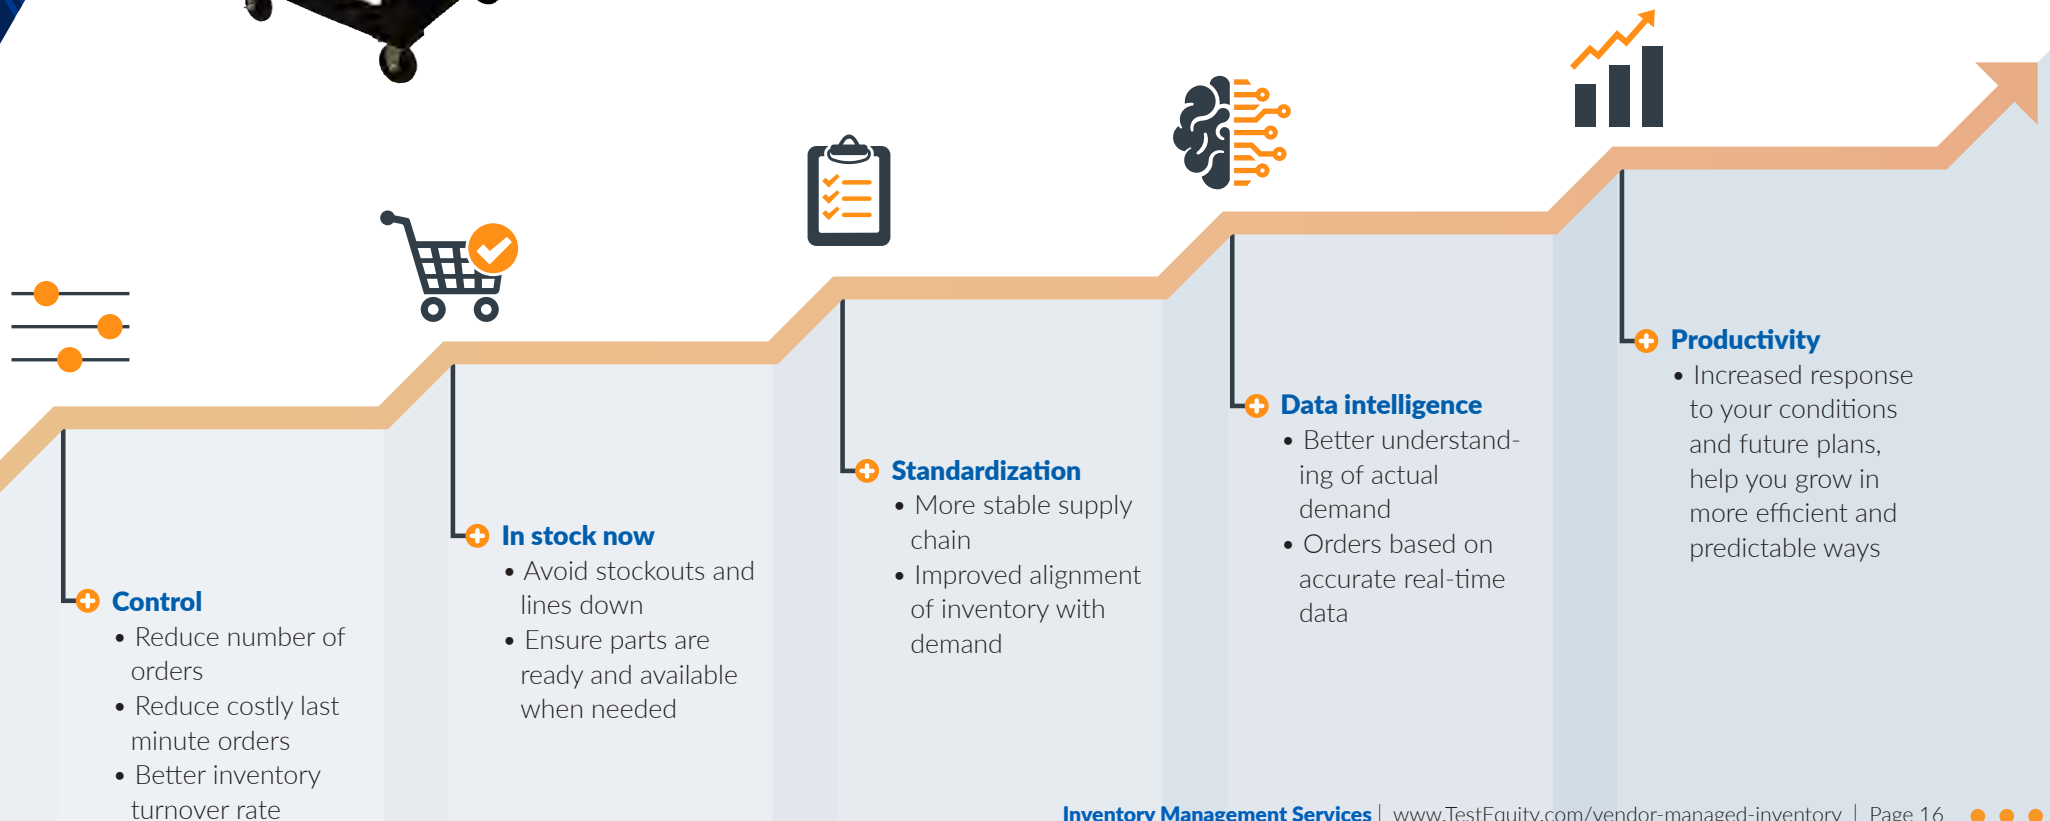 Control
• Reduce number of
orders
• Reduce costly last
minute orders
• Better inventory
turnover rate
In stock now
• Avoid stockouts and
lines down
• Ensure parts are
ready and available
when needed
Standardization
• More stable supply
chain
• Improved alignment
of inventory with
demand
Data intelligence
• Better understand-
ing of actual
demand
• Orders based on
accurate real-time
data
Productivity
• Increased response
to your conditions
and future plans,
help you grow in
more efficient and
predictable ways
Inventory Management Services | www.TestEquity.com/vendor-managed-inventory | Page 16